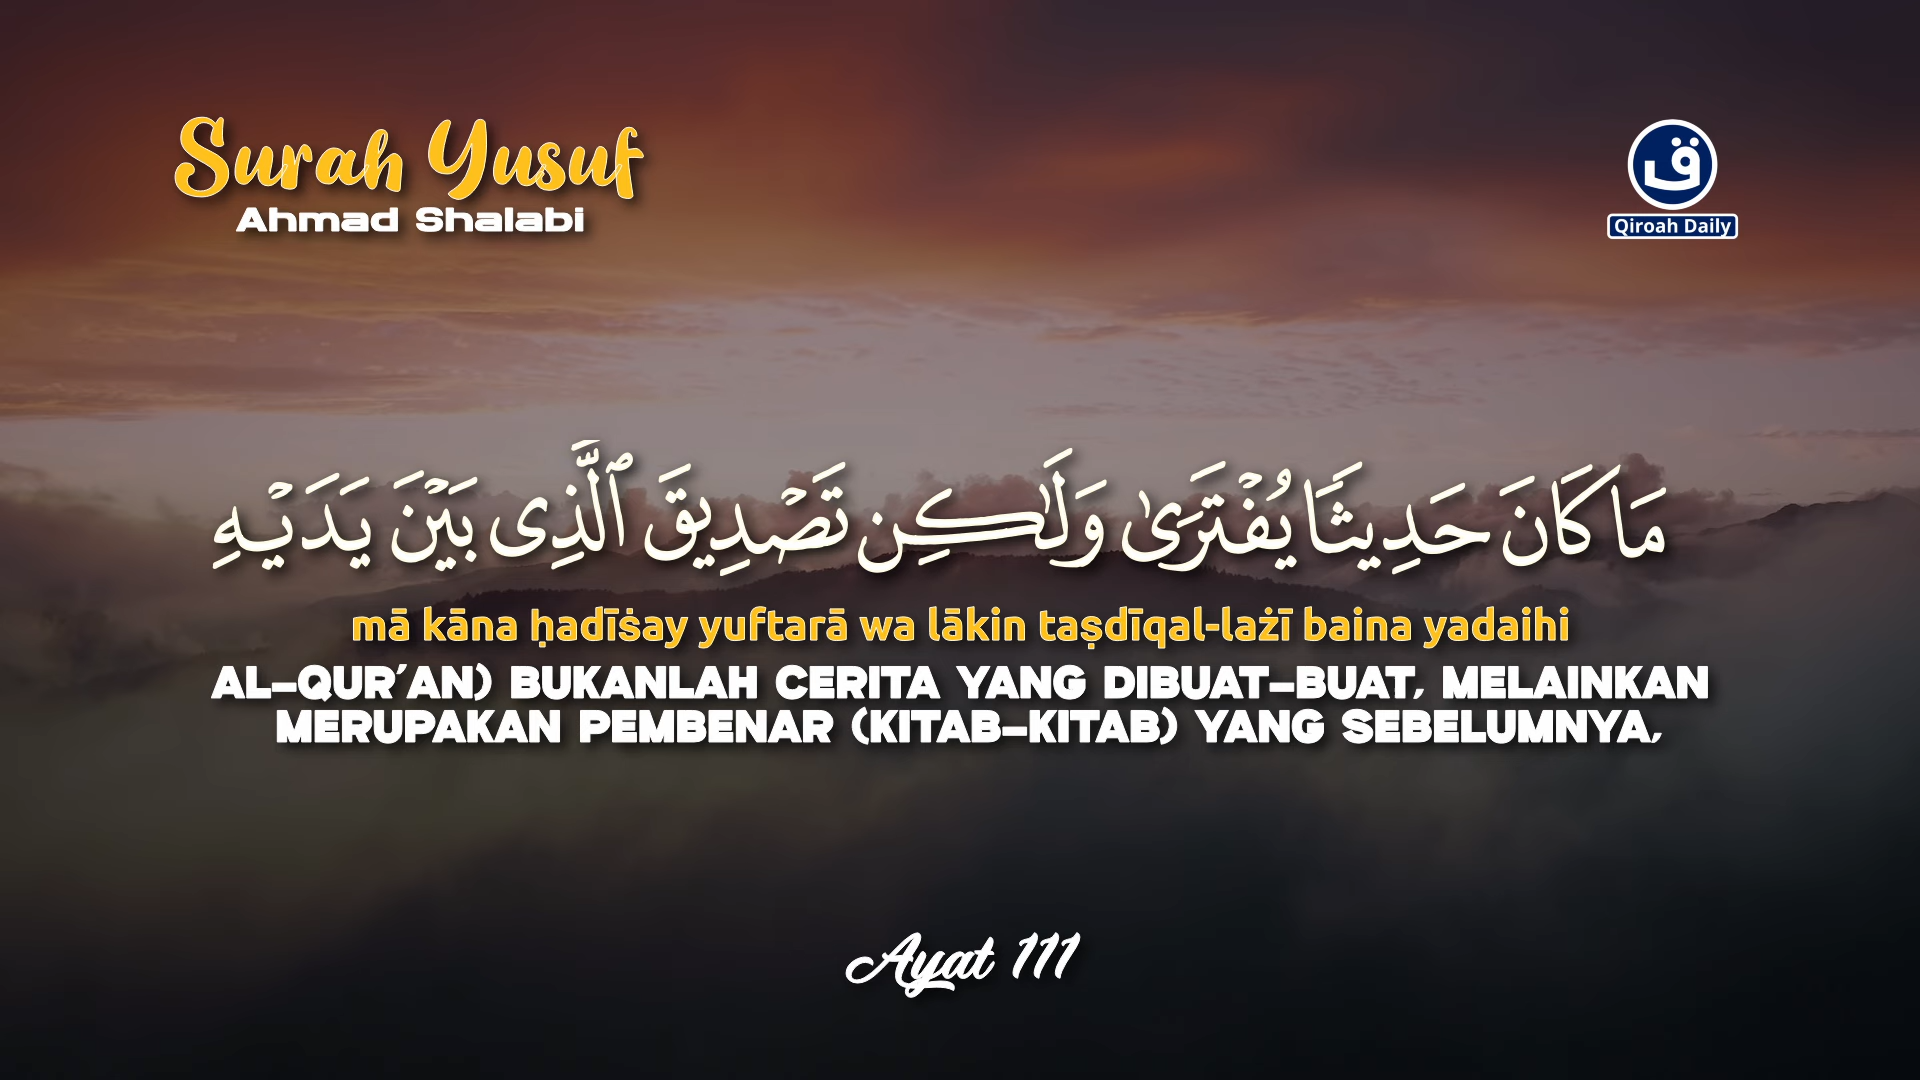 Surah Yusuf
Ahmad Shalabi
ق
Qiroah Daily
مَا كَانَ حَدِيثًا يُفْتَرَىٰ وَلَٰكِن تَصْدِيقَ ٱلَّذِى بَيْنَ يَدَيْهِ
mā kāna ḥadīṡay yuftarā wa lākin taṣdīqal-lażī baina yadaihi
AL-QUR'AN) BUKANLAH CERITA YANG DIBUAT-BUAT, MELAINKAN
MERUPAKAN PEMBENAR (KITAB-KITAB) YANG SEBELUMNYA,
Ayat 111